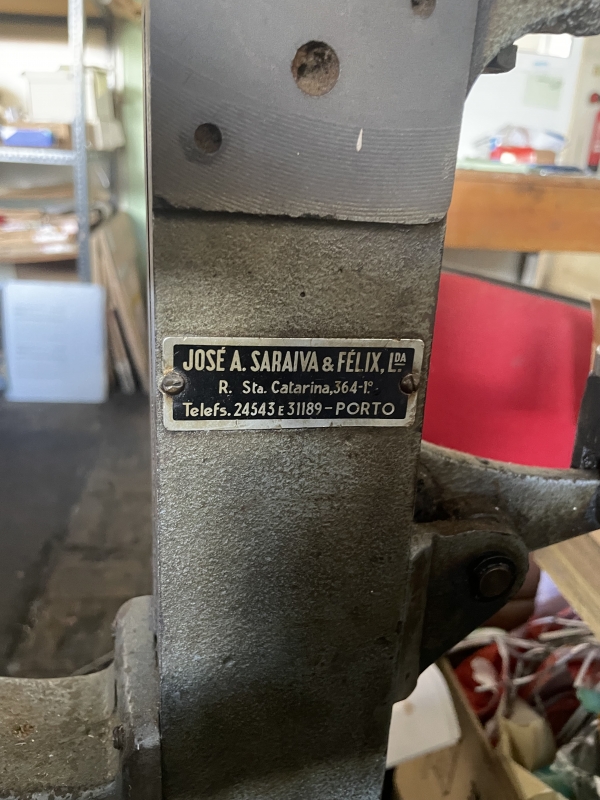 JOSÉ A. SARAIVA & FÉLIX, LDA
R. Sta. Catarina, 364-1º
Telefs. 24543 E 31189 - PORTO